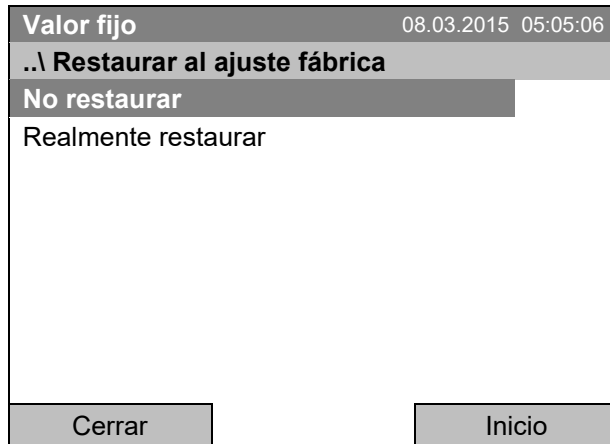 Valor fijo 08.03.2015 05:05:06
..\ Restaurar al ajuste fábrica
No restaurar
Realmente restaurar
Cerrar Inicio